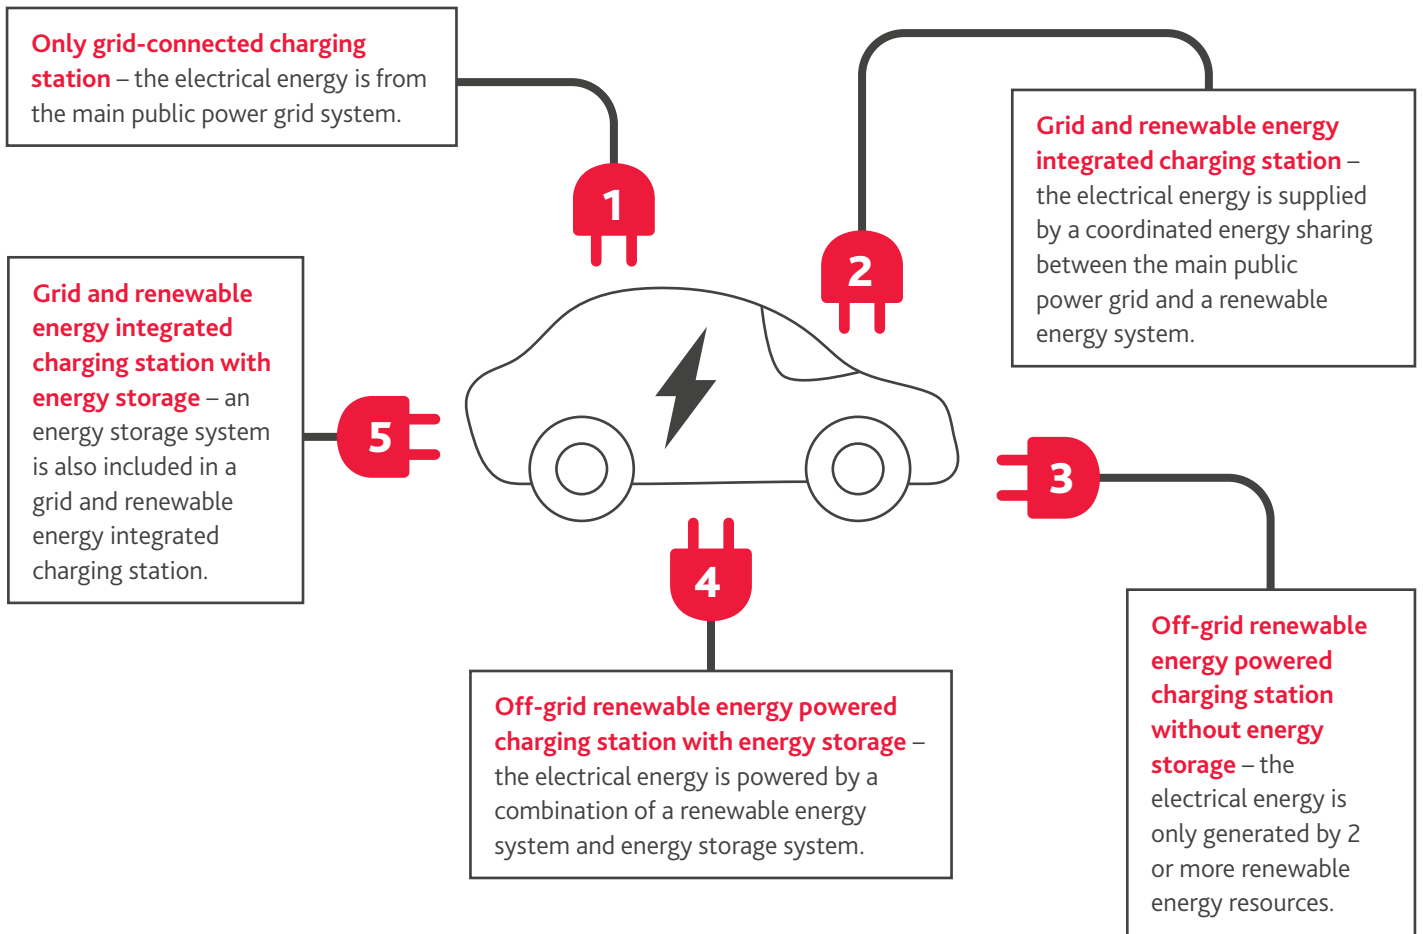 Only grid-connected charging
station – the electrical energy is from
the main public power grid system.
1
2
Grid and renewable energy
integrated charging station –
the electrical energy is supplied
by a coordinated energy sharing
between the main public
power grid and a renewable
energy system.
3
Off-grid renewable
energy powered
charging station
without energy
storage – the
electrical energy is
only generated by 2
or more renewable
energy resources.
4
Off-grid renewable energy powered
charging station with energy storage –
the electrical energy is powered by a
combination of a renewable energy
system and energy storage system.
5
Grid and renewable
energy integrated
charging station with
energy storage – an
energy storage system
is also included in a
grid and renewable
energy integrated
charging station.